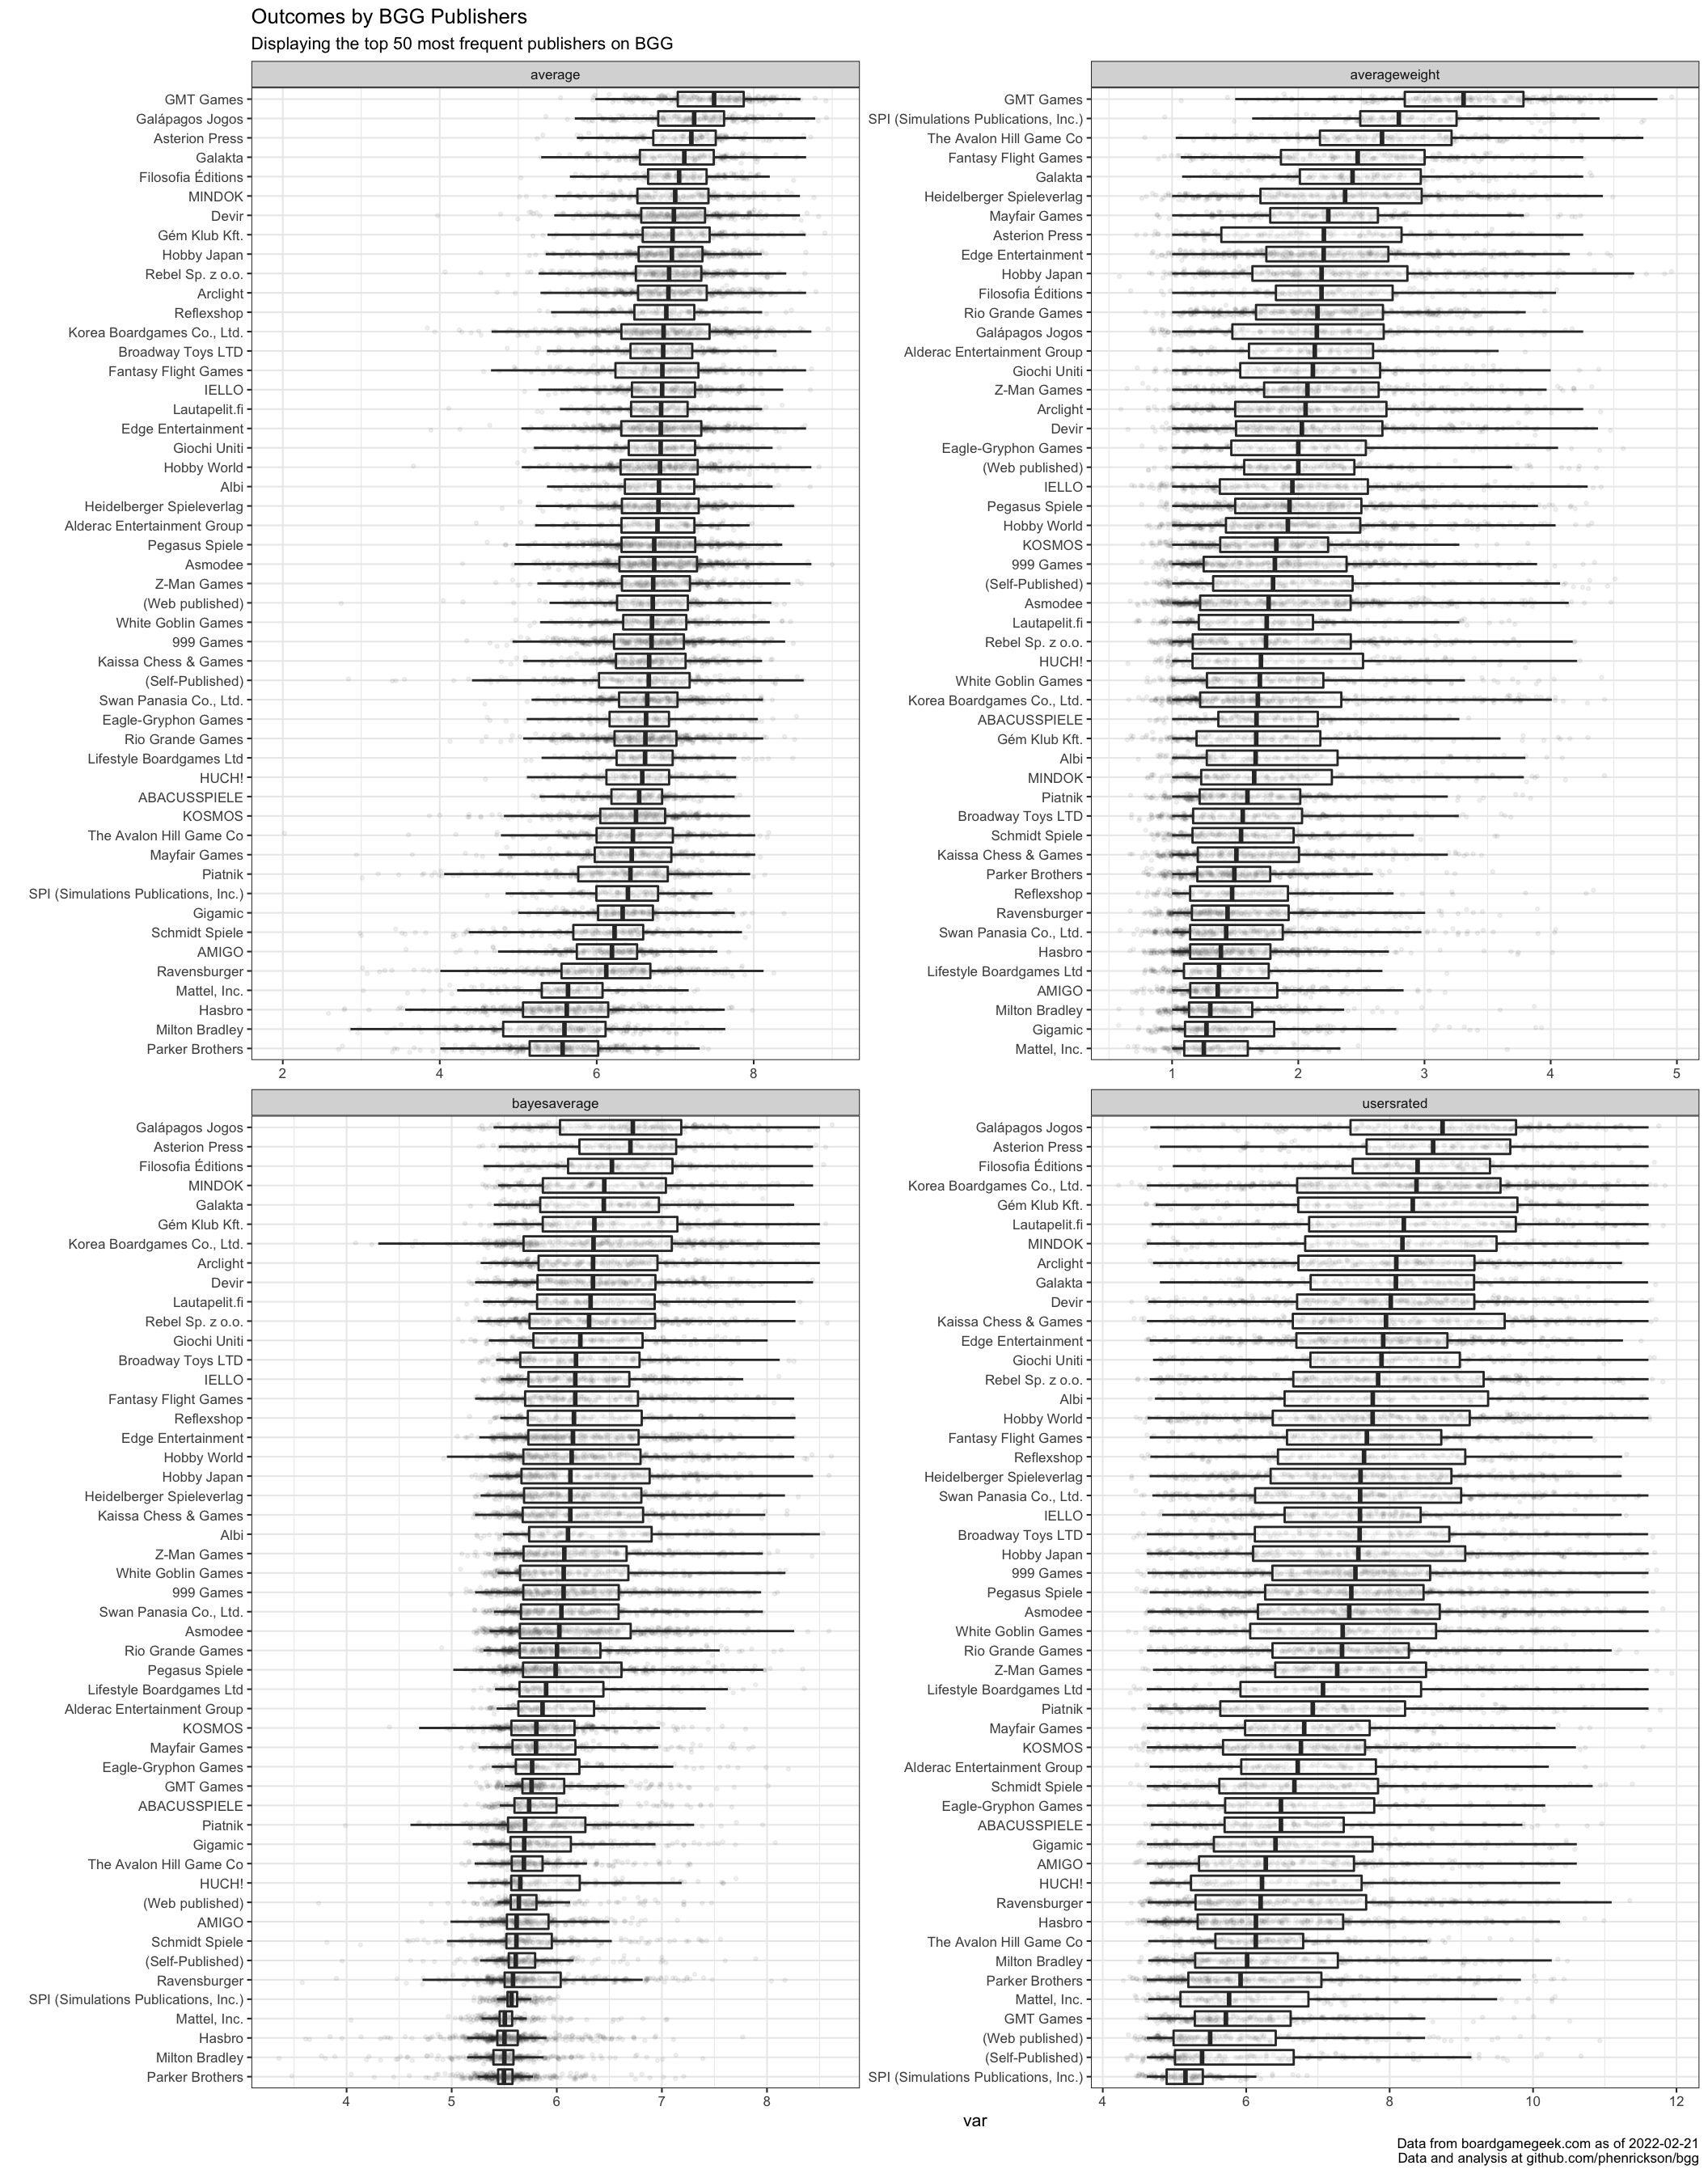 Outcomes by BGG Publishers
Displaying the top 50 most frequent publishers on BGG
average
GMT Games
Galápagos Jogos
Asterion Press
Galakta
Filosofia Éditions
MINDOK
Devir
Gém Klub Kft.
Hobby Japan
Rebel Sp. z o.o.
Arclight
Reflexshop
Korea Boardgames Co., Ltd.
Broadway Toys LTD
Fantasy Flight Games
IELLO
Lautapelit.fi
Edge Entertainment
Giochi Uniti
Hobby World
Albi
Heidelberger Spieleverlag
Alderac Entertainment Group
Pegasus Spiele
Asmodee
Z-Man Games
(Web published)
White Goblin Games
999 Games
Kaissa Chess & Games
(Self-Published)
Swan Panasia Co., Ltd.
Eagle-Gryphon Games
Rio Grande Games
Lifestyle Boardgames Ltd
HUCH!
ABACUSSPIELE
KOSMOS
The Avalon Hill Game Co
Mayfair Games
Piatnik
SPI (Simulations Publications, Inc.)
Gigamic
Schmidt Spiele
AMIGO
Ravensburger
Mattel, Inc.
Hasbro
Milton Bradley
Parker Brothers
2 4 6 8
averageweight
GMT Games
SPI (Simulations Publications, Inc.)
The Avalon Hill Game Co
Fantasy Flight Games
Galakta
Heidelberger Spieleverlag
Mayfair Games
Asterion Press
Edge Entertainment
Hobby Japan
Filosofia Éditions
Rio Grande Games
Galápagos Jogos
Alderac Entertainment Group
Giochi Uniti
Z-Man Games
Arclight
Devir
Eagle-Gryphon Games
(Web published)
IELLO
Pegasus Spiele
Hobby World
KOSMOS
999 Games
(Self-Published)
Asmodee
Lautapelit.fi
Rebel Sp. z o.o.
HUCH!
White Goblin Games
Korea Boardgames Co., Ltd.
ABACUSSPIELE
Gém Klub Kft.
Albi
MINDOK
Piatnik
Broadway Toys LTD
Schmidt Spiele
Kaissa Chess & Games
Parker Brothers
Reflexshop
Ravensburger
Swan Panasia Co., Ltd.
Hasbro
Lifestyle Boardgames Ltd
AMIGO
Milton Bradley
Gigamic
Mattel, Inc.
1 2 3 4 5
bayesaverage
Galápagos Jogos
Asterion Press
Filosofia Éditions
MINDOK
Galakta
Gém Klub Kft.
Korea Boardgames Co., Ltd.
Arclight
Devir
Lautapelit.fi
Rebel Sp. z o.o.
Giochi Uniti
Broadway Toys LTD
IELLO
Fantasy Flight Games
Reflexshop
Edge Entertainment
Hobby World
Hobby Japan
Heidelberger Spieleverlag
Kaissa Chess & Games
Albi
Z-Man Games
White Goblin Games
999 Games
Swan Panasia Co., Ltd.
Asmodee
Rio Grande Games
Pegasus Spiele
Lifestyle Boardgames Ltd
Alderac Entertainment Group
KOSMOS
Mayfair Games
Eagle-Gryphon Games
GMT Games
ABACUSSPIELE
Piatnik
Gigamic
The Avalon Hill Game Co
HUCH!
(Web published)
AMIGO
Schmidt Spiele
(Self-Published)
Ravensburger
SPI (Simulations Publications, Inc.)
Mattel, Inc.
Hasbro
Milton Bradley
Parker Brothers
4 5 6 7 8
usersrated
Galápagos Jogos
Asterion Press
Filosofia Éditions
Korea Boardgames Co., Ltd.
Gém Klub Kft.
Lautapelit.fi
MINDOK
Arclight
Galakta
Devir
Kaissa Chess & Games
Edge Entertainment
Giochi Uniti
Rebel Sp. z o.o.
Albi
Hobby World
Fantasy Flight Games
Reflexshop
Heidelberger Spieleverlag
Swan Panasia Co., Ltd.
IELLO
Broadway Toys LTD
Hobby Japan
999 Games
Pegasus Spiele
Asmodee
White Goblin Games
Rio Grande Games
Z-Man Games
Lifestyle Boardgames Ltd
Piatnik
Mayfair Games
KOSMOS
Alderac Entertainment Group
Schmidt Spiele
Eagle-Gryphon Games
ABACUSSPIELE
Gigamic
AMIGO
HUCH!
Ravensburger
Hasbro
The Avalon Hill Game Co
Milton Bradley
Parker Brothers
Mattel, Inc.
GMT Games
(Web published)
(Self-Published)
SPI (Simulations Publications, Inc.)
4 6 8 10 12
var
Data from boardgamegeek.com as of 2022-02-21
Data and analysis at github.com/phenrickson/bgg